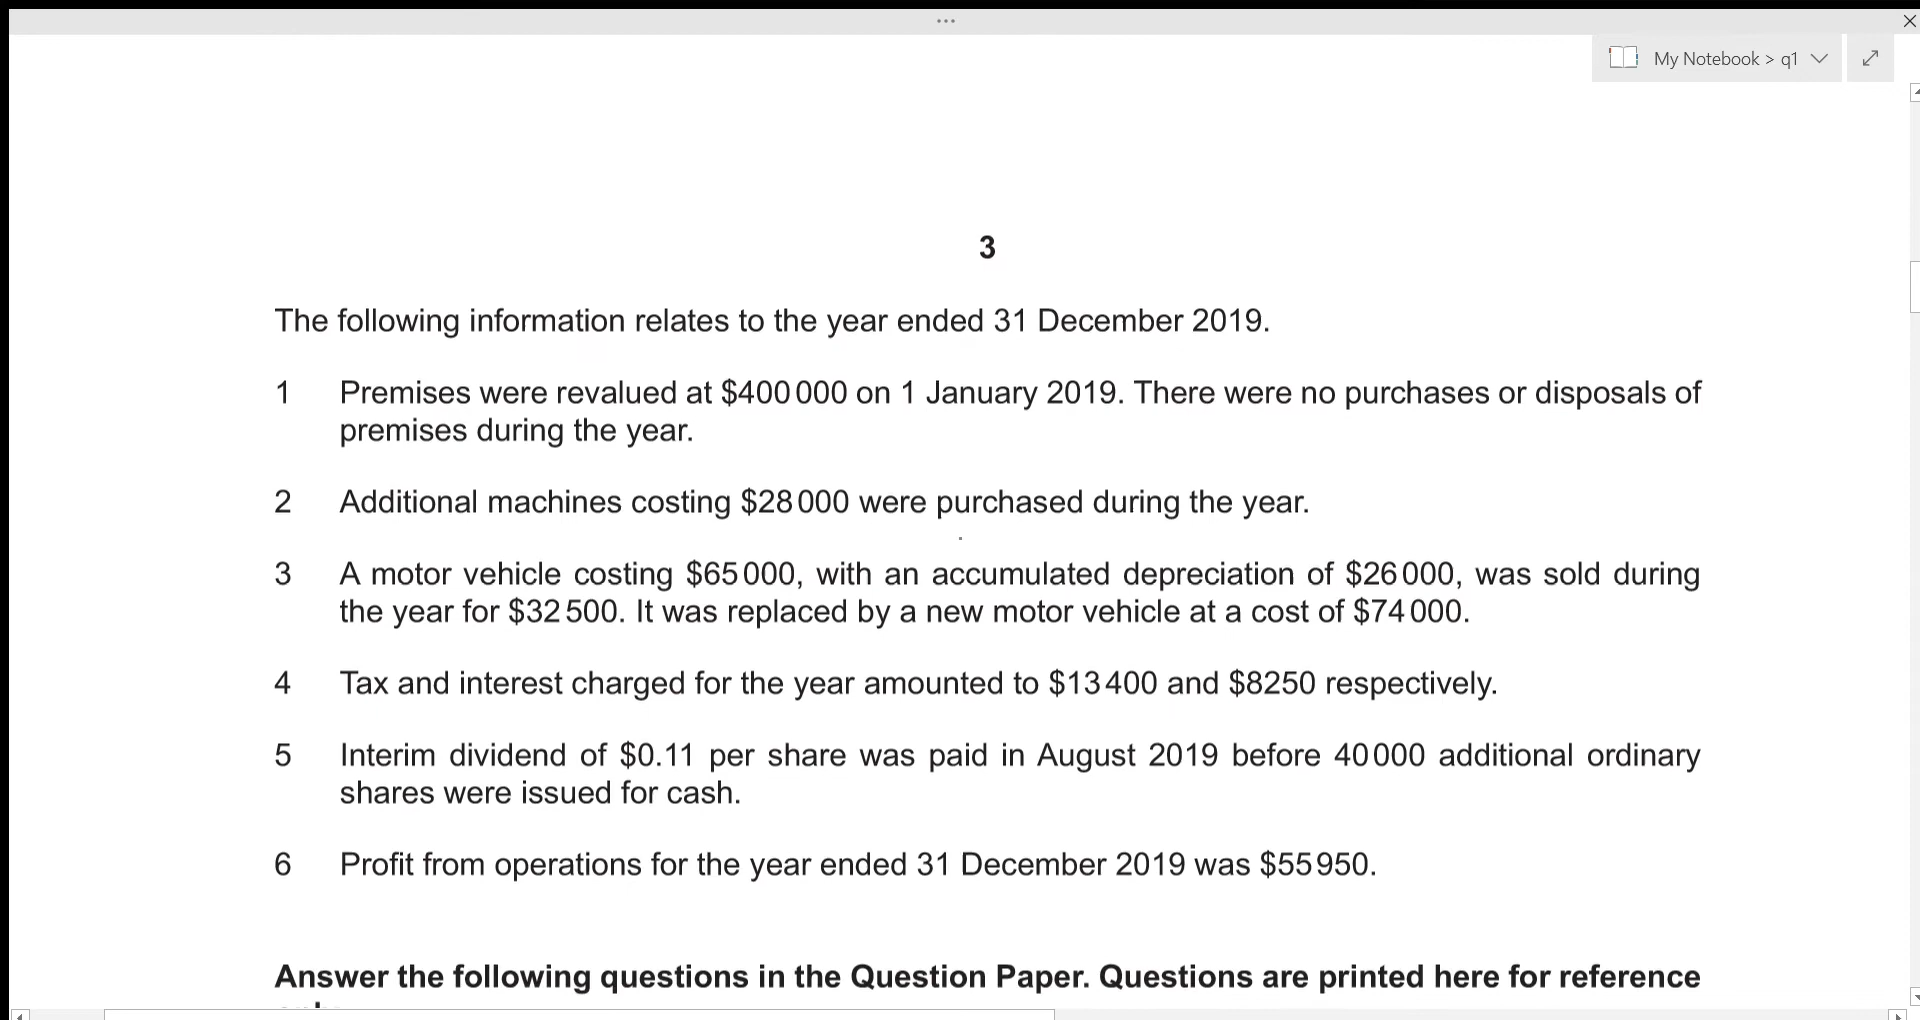 My Notebook > q1
3
The following information relates to the year ended 31 December 2019.
1 Premises were revalued at $400 000 on 1 January 2019. There were no purchases or disposals of
premises during the year.
2 Additional machines costing $28 000 were purchased during the year.
3 A motor vehicle costing $65 000, with an accumulated depreciation of $26 000, was sold during
the year for $32 500. It was replaced by a new motor vehicle at a cost of $74 000.
4 Tax and interest charged for the year amounted to $13 400 and $8250 respectively.
5 Interim dividend of $0.11 per share was paid in August 2019 before 40 000 additional ordinary
shares were issued for cash.
6 Profit from operations for the year ended 31 December 2019 was $55 950.
Answer the following questions in the Question Paper. Questions are printed here for reference